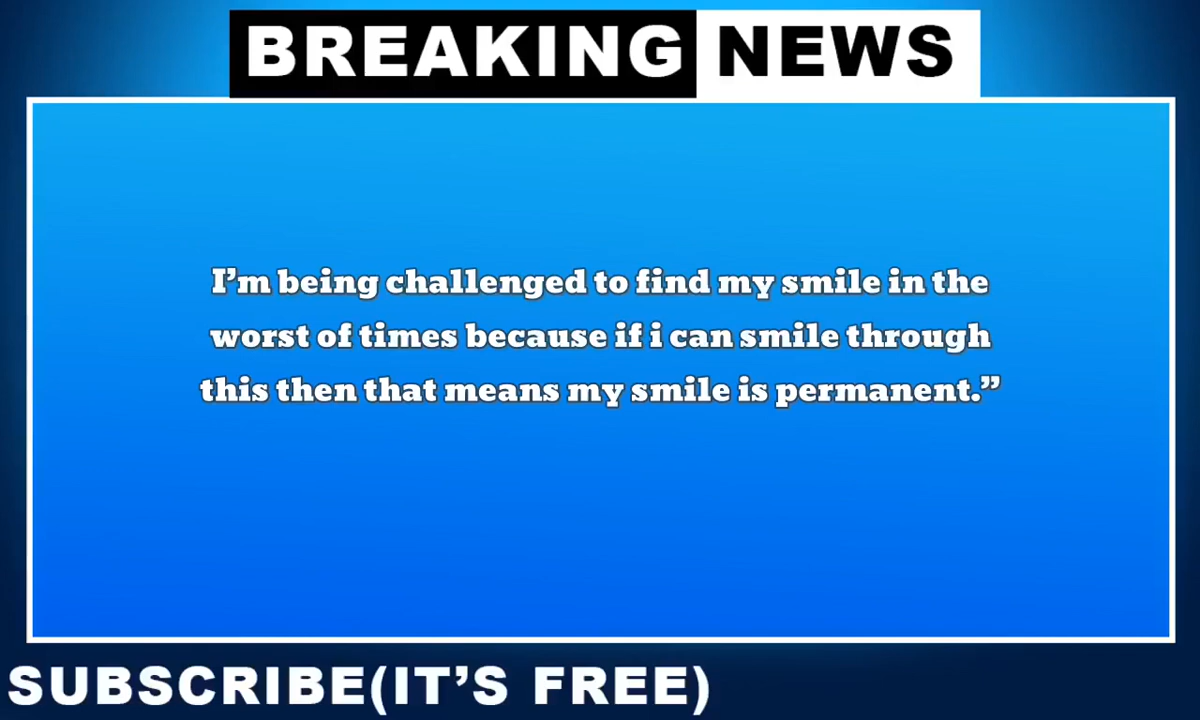 BREAKING NEWS
I’m being challenged to find my smile in the
worst of times because if i can smile through
this then that means my smile is permanent.”
SUBSCRIBE(IT’S FREE)